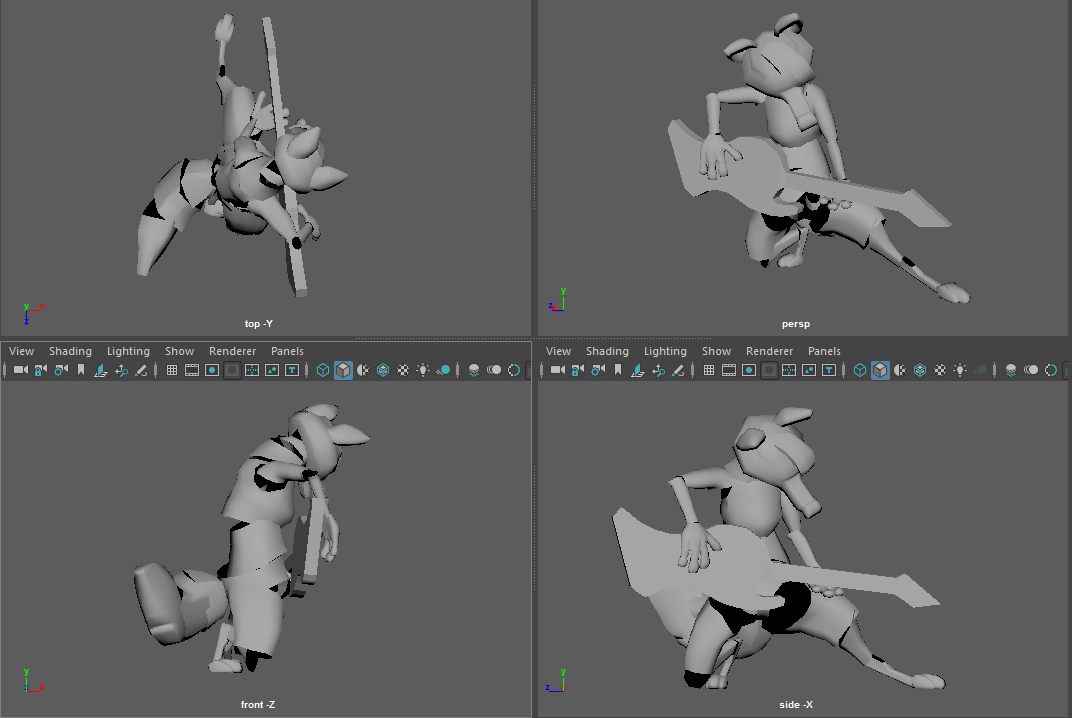 y x
z
top -Y
y
z
persp
View Shading Lighting Show Renderer Panels
View Shading Lighting Show Renderer Panels
y
x
front -Z
y
z
side -X